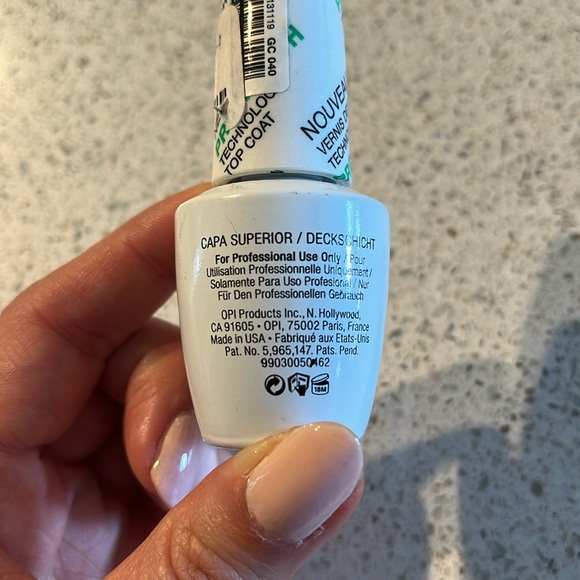 131119 GC 040
TECHNOLOG
TOP COAT
NOUVEAU
VERNIS D
TECHN
CAPA SUPERIOR / DECKSCHICHT
For Professional Use Only / Pour
Utilisation Professionnelle Uniquement /
Solamente Para Uso Profesional / Nur
Für Den Professionellen Gebrauch
OPI Products Inc., N. Hollywood,
CA 91605 • OPI, 75002 Paris, France
Made in USA • Fabriqué aux Etats-Unis
Pat. No. 5,965,147. Pats. Pend.
18M